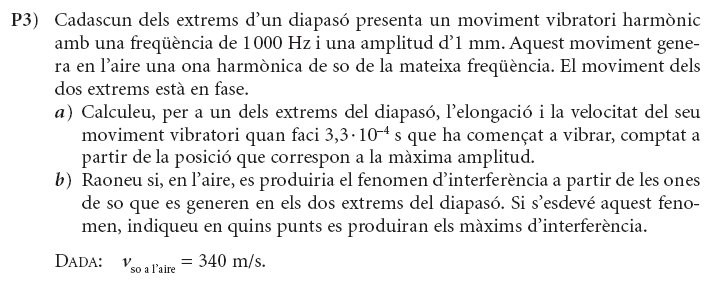 P3) Cadascun dels extrems d’un diapasó presenta un moviment vibratori harmònic
amb una freqüència de 1 000 Hz i una amplitud d’1 mm. Aquest moviment gene-
ra en l’aire una ona harmònica de so de la mateixa freqüència. El moviment dels
dos extrems està en fase.
a) Calculeu, per a un dels extrems del diapasó, l’elongació i la velocitat del seu
moviment vibratori quan faci 3,3·10⁻⁴ s que ha començat a vibrar, comptat a
partir de la posició que correspon a la màxima amplitud.
b) Raoneu si, en l’aire, es produiria el fenomen d’interferència a partir de les ones
de so que es generen en els dos extrems del diapasó. Si s’esdevé aquest feno-
men, indiqueu en quins punts es produiran els màxims d’interferència.
DADA: v so a l’aire = 340 m/s.